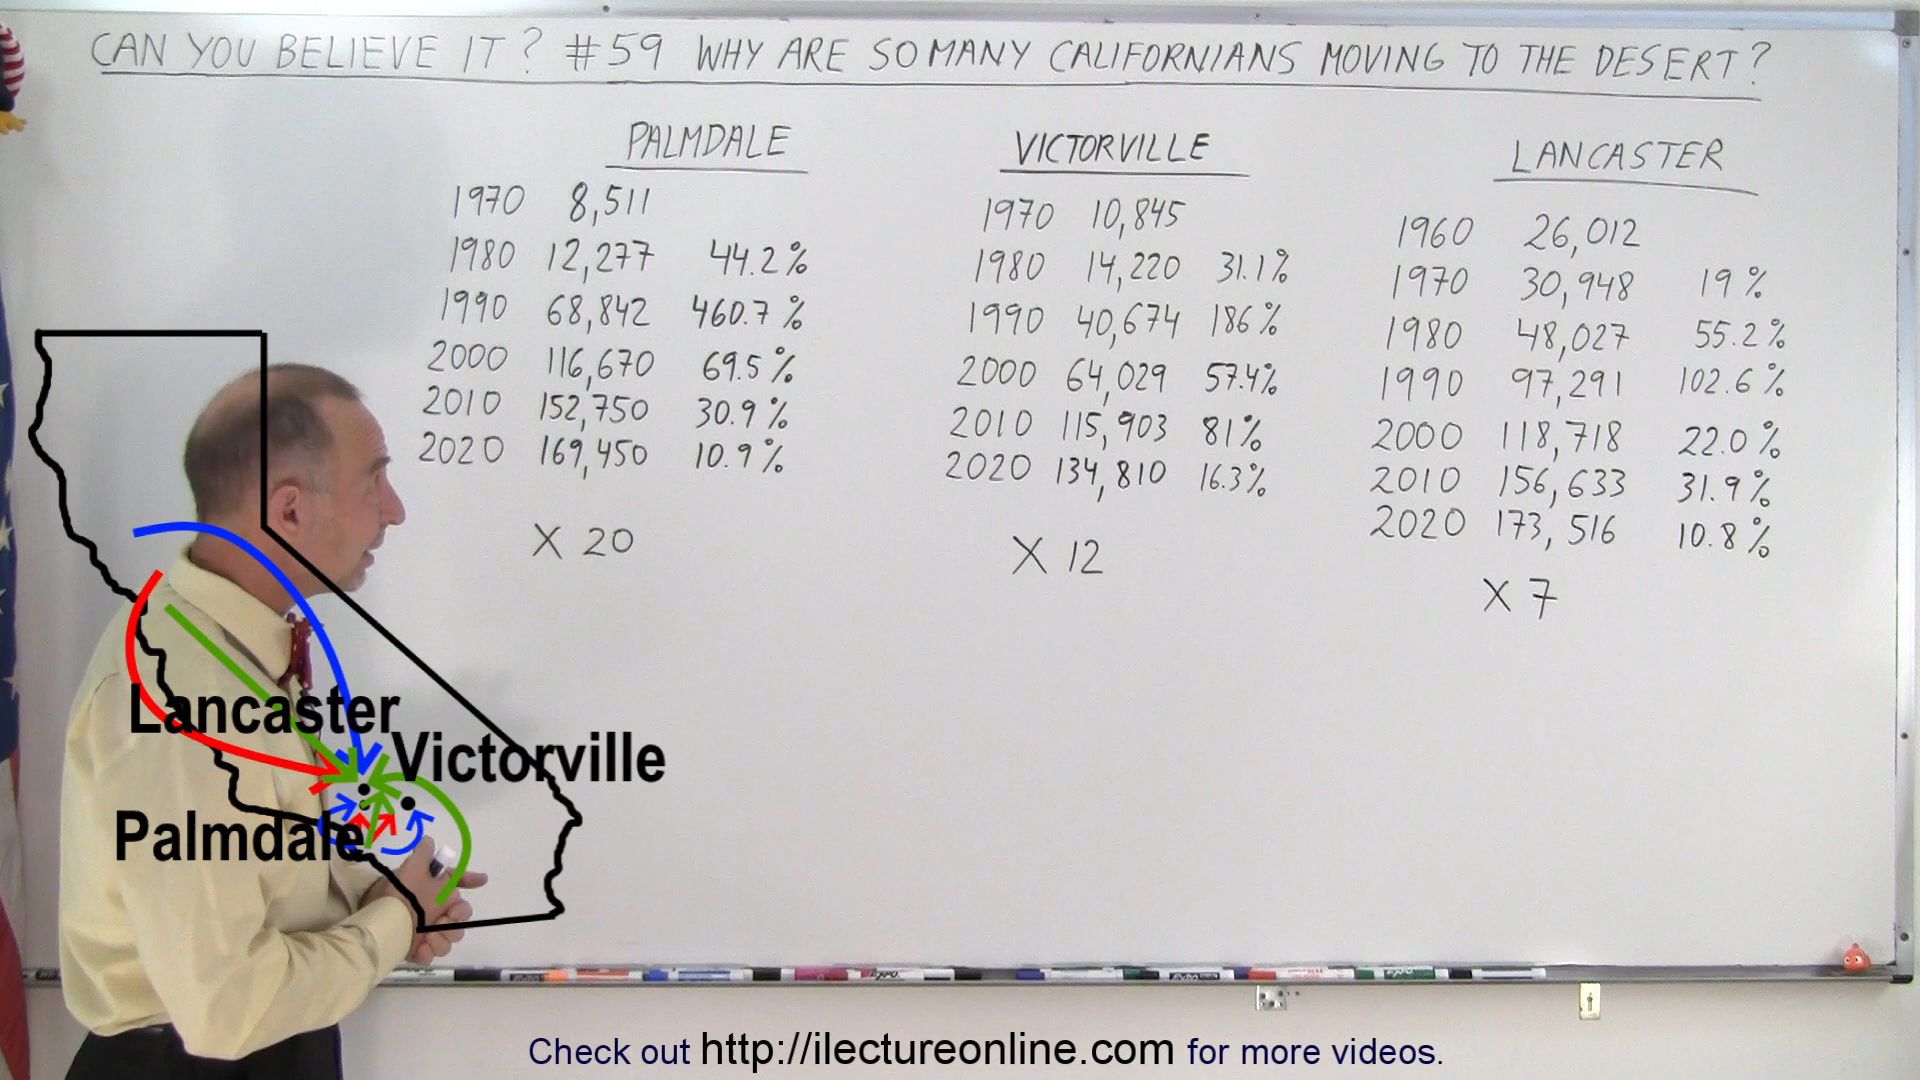 CAN YOU BELIEVE IT? #59 WHY ARE SO MANY CALIFORNIANS MOVING TO THE DESERT?
PALMDALE
1970 8,511
1980 12,277 44.2%
1990 68,842 460.7%
2000 116,670 69.5%
2010 152,750 30.9%
2020 169,450 10.9%
X 20
VICTORVILLE
1970 10,845
1980 14,220 31.1%
1990 40,674 186%
2000 64,029 57.4%
2010 115,903 81%
2020 134,810 16.3%
X 12
LANCASTER
1960 26,012
1970 30,948 19%
1980 48,027 55.2%
1990 97,291 102.6%
2000 118,718 22.0%
2010 156,633 31.9%
2020 173,516 10.8%
X 7
Lancaster
Victorville
Palmdale
EXPO
Check out http://ilectureonline.com for more videos.